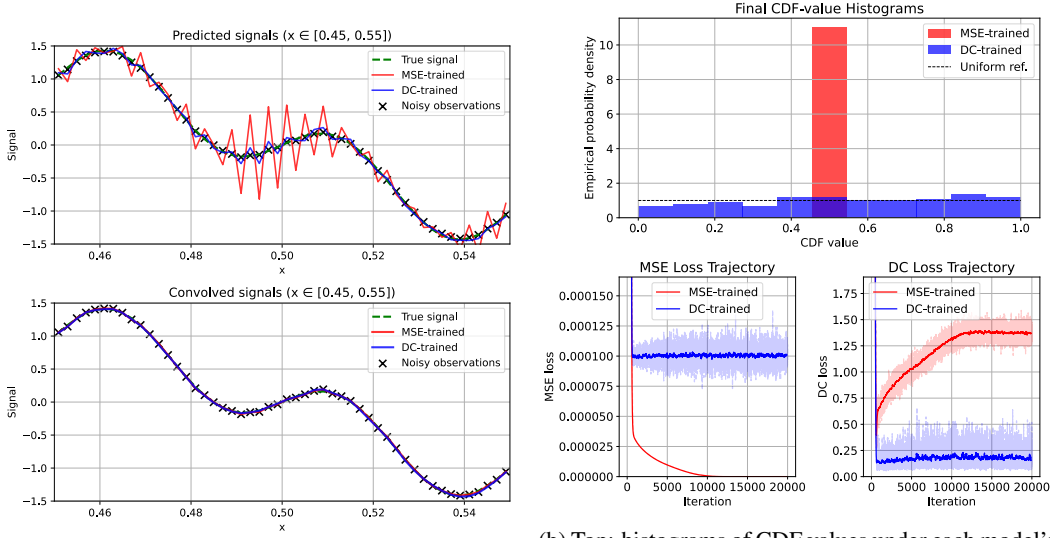 Predicted signals (x ∈ [0.45, 0.55])
1.5
1.0
0.5
0.0
−0.5
−1.0
−1.5
Signal
True signal
MSE-trained
DC-trained
Noisy observations
0.46
0.48
0.50
0.52
0.54
x
Convolved signals (x ∈ [0.45, 0.55])
1.5
1.0
0.5
0.0
−0.5
−1.0
−1.5
Signal
True signal
MSE-trained
DC-trained
Noisy observations
0.46
0.48
0.50
0.52
0.54
x
Final CDF-value Histograms
Empirical probability density
10
8
6
4
2
0
MSE-trained
DC-trained
Uniform ref.
0.0
0.2
0.4
0.6
0.8
1.0
CDF value
MSE Loss Trajectory
MSE loss
0.000150
0.000125
0.000100
0.000075
0.000050
0.000025
0.000000
MSE-trained
DC-trained
0
5000
10000
15000
20000
Iteration
DC Loss Trajectory
DC loss
1.75
1.50
1.25
1.00
0.75
0.50
0.25
0.00
MSE-trained
DC-trained
0
5000
10000
15000
20000
Iteration
(b) Top: histograms of CDF values under each model's